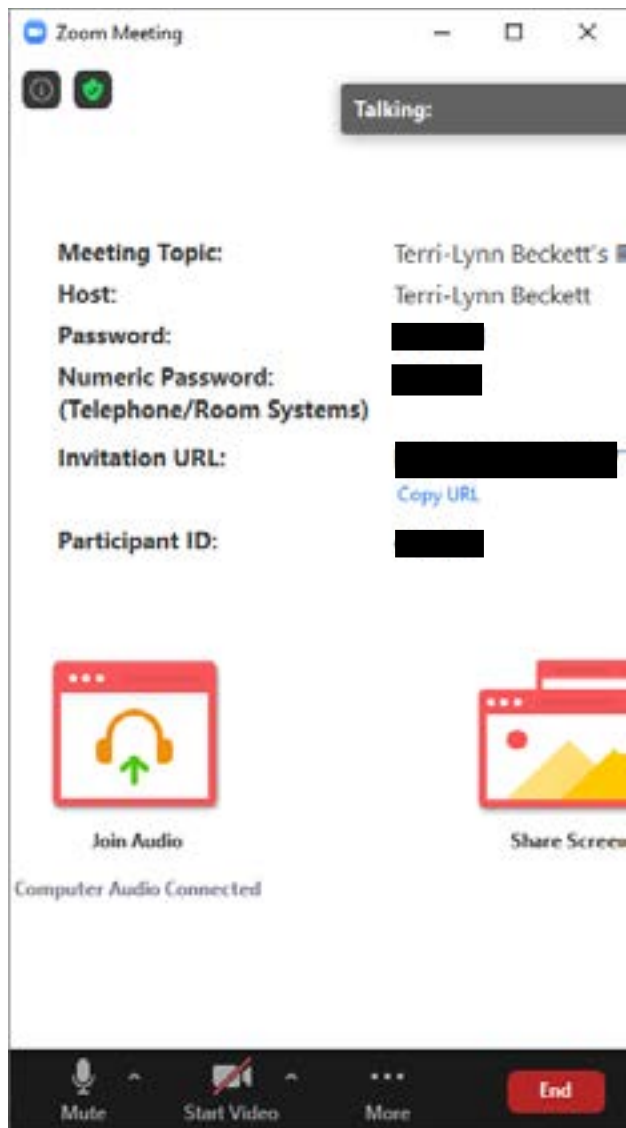 Zoom Meeting
Talking:
Meeting Topic: Terri-Lynn Beckett's
Host: Terri-Lynn Beckett
Password:
Numeric Password:
(Telephone/Room Systems)
Invitation URL:
Copy URL
Participant ID:
Join Audio Share Screen
Computer Audio Connected
Mute Start Video More End